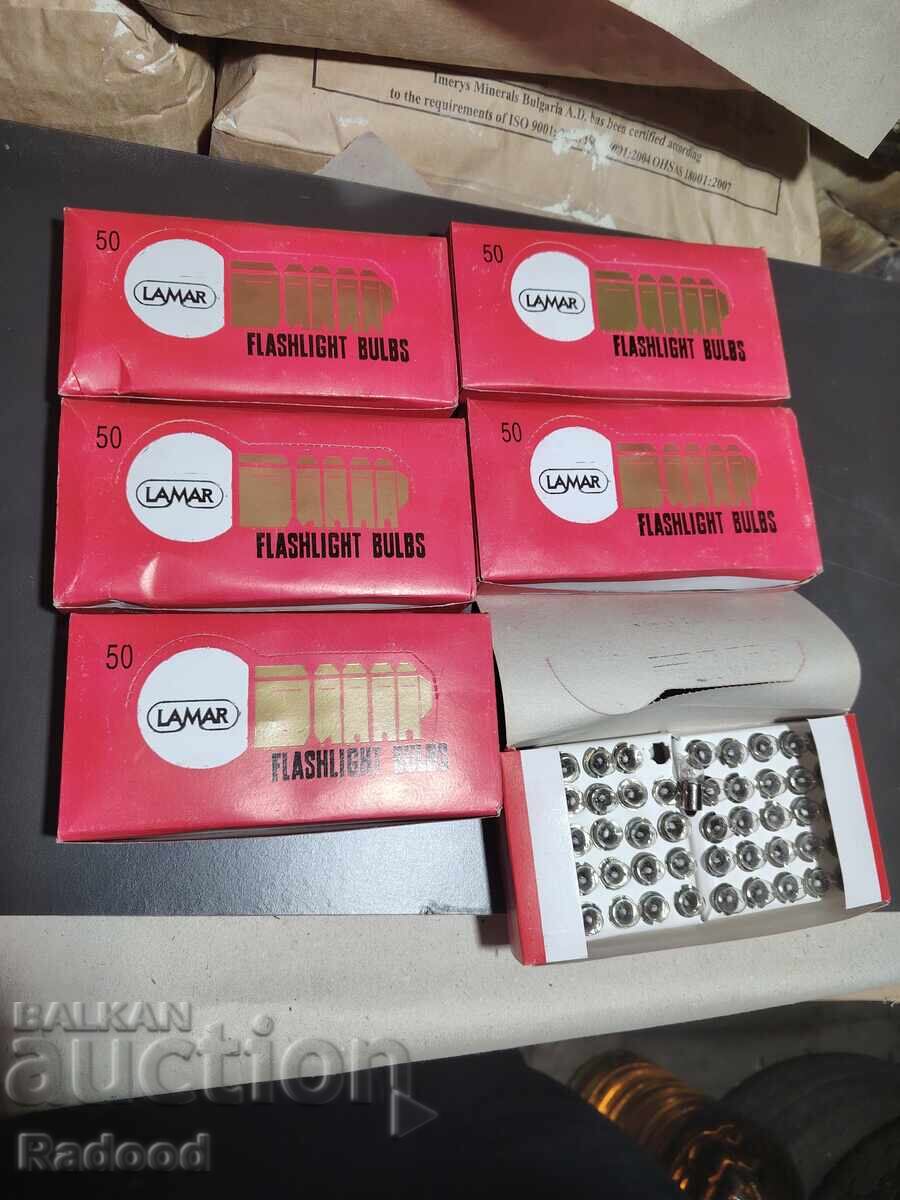 Imerys Minerals Bulgaria A.D. has been certified according
to the requirements of ISO 9001: :2004 OHSAS 18001:2007
50
LAMAR
FLASHLIGHT BULBS
50
LAMAR
FLASHLIGHT BULBS
50
LAMAR
FLASHLIGHT BULBS
50
LAMAR
FLASHLIGHT BULBS
50
LAMAR
FLASHLIGHT BULBS
BALKAN
auction
Radood